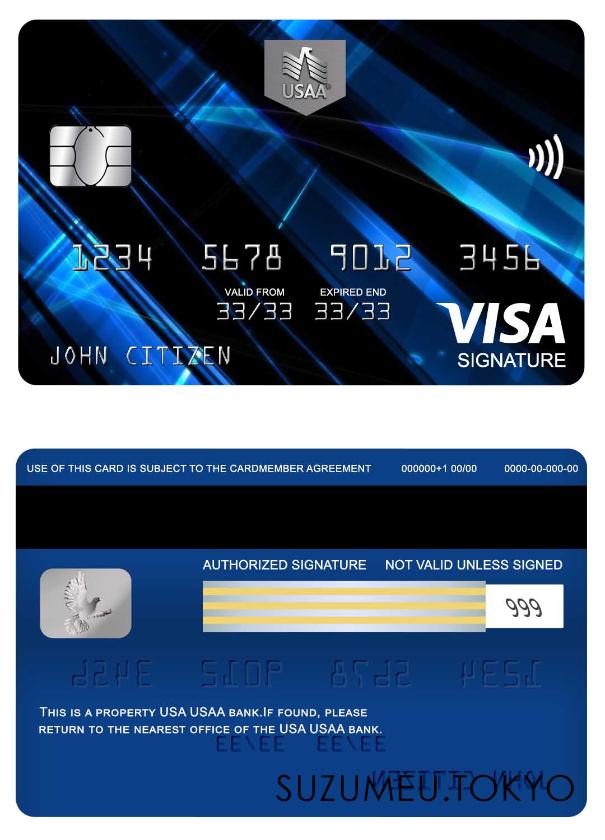 USAA
1234 5678 9012 3456
VALID FROM EXPIRED END
33/33 33/33
VISA
SIGNATURE
JOHN CITIZEN
USE OF THIS CARD IS SUBJECT TO THE CARDMEMBER AGREEMENT 000000+1 00/00 0000-00-000-00
AUTHORIZED SIGNATURE NOT VALID UNLESS SIGNED
999
THIS IS A PROPERTY USA USAA BANK.IF FOUND, PLEASE
RETURN TO THE NEAREST OFFICE OF THE USA USAA BANK.
SUZUMEU.TOKYO